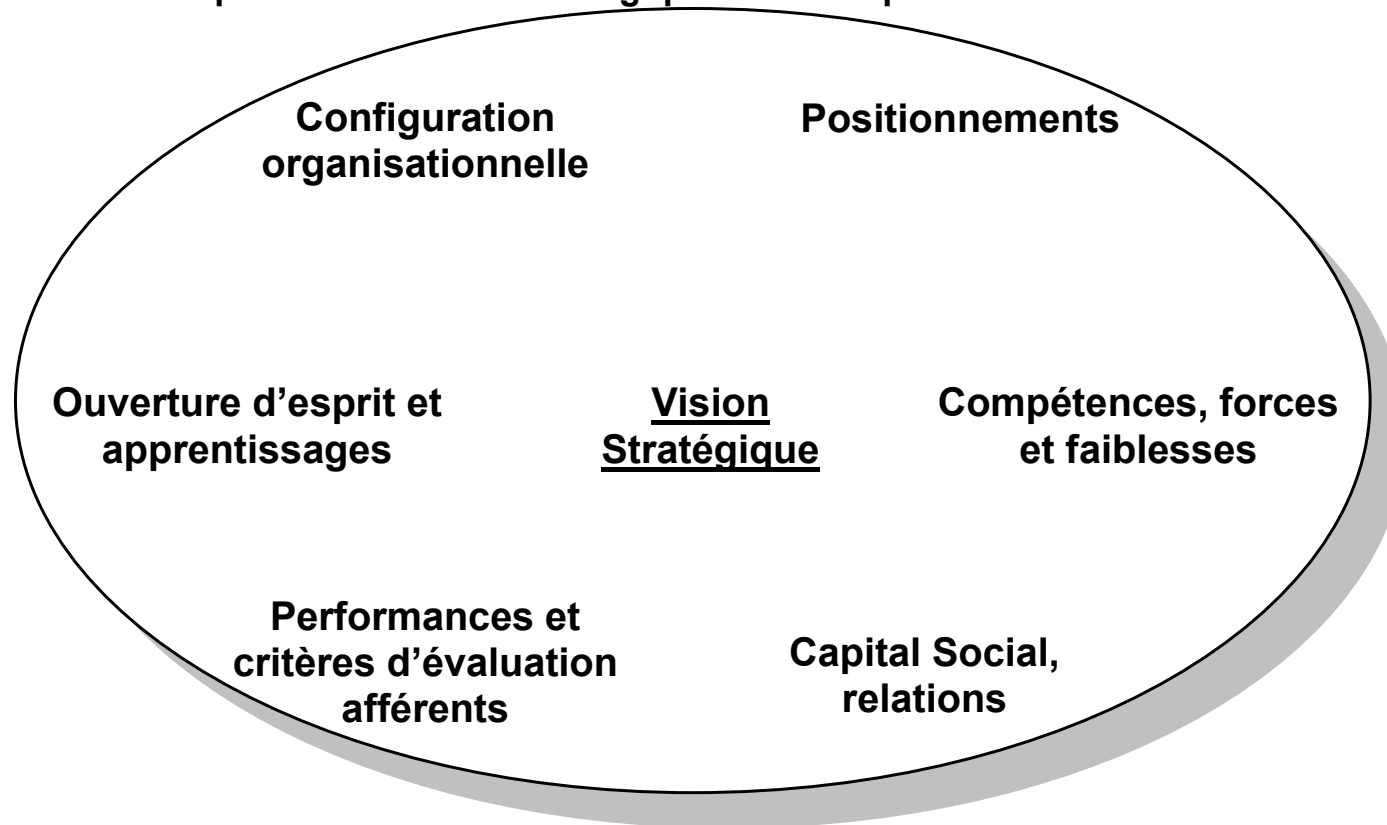 Configuration
organisationnelle
Positionnements
Ouverture d’esprit et
apprentissages
Vision
Stratégique
Compétences, forces
et faiblesses
Performances et
critères d’évaluation
afférents
Capital Social,
relations